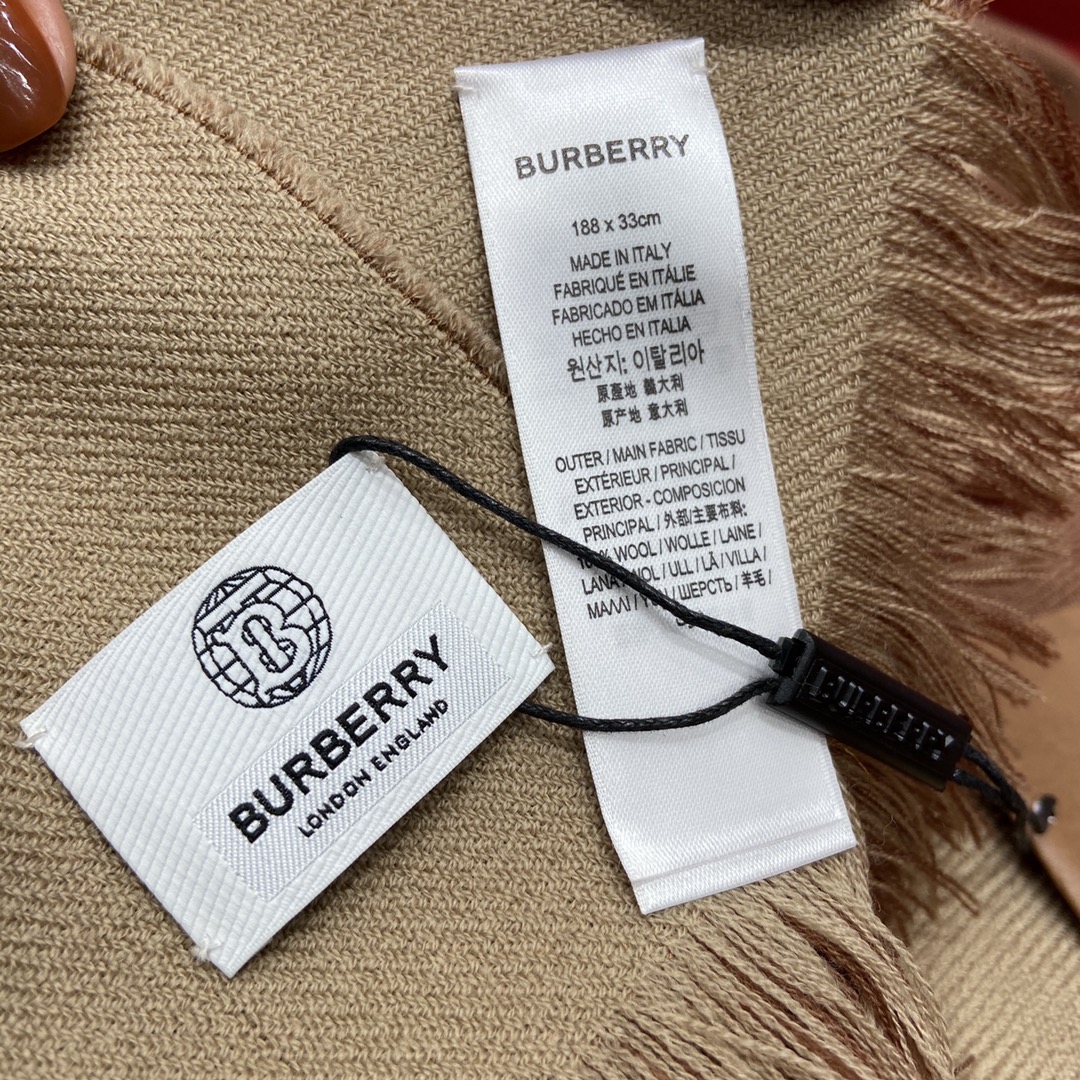 BURBERRY
188 x 33cm
MADE IN ITALY
FABRIQUÉ EN ITÁLIE
FABRICADO EM ITÁLIA
HECHO EN ITALIA
원산지: 이탈리아
原產地 義大利
原产地 意大利
OUTER / MAIN FABRIC / TISSU
EXTÉRIEUR / PRINCIPAL /
EXTERIOR - COMPOSICION
PRINCIPAL / 外部/主要布料:
WOOL / WOLLE / LAINE /
LANA / ULL / LÃ / VILLA /
ШЕРСТЬ / 羊毛 /
B
BURBERRY
LONDON ENGLAND
BURBERRY